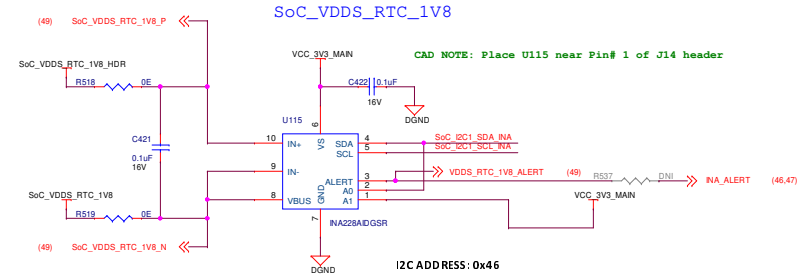 SoC_VDDS_RTC_1V8
(49) SoC_VDDS_RTC_1V8_P
VCC_3V3_MAIN
CAD NOTE: Place U115 near Pin# 1 of J14 header
SoC_VDDS_RTC_1V8_HDR
R518 0E
C422 0.1uF
16V
DGND
U115
C421
0.1uF
16V
6
VS
10 IN+
SDA 4 SoC_I2C1_SDA_INA
SCL 5 SoC_I2C1_SCL_INA
9 IN-
ALERT 3 VDDS_RTC_1V8_ALERT (49)
R537 DNI INA_ALERT (46,47)
A0 2
8 VBUS
A1 1
GND
7
VCC_3V3_MAIN
SoC_VDDS_RTC_1V8
R519 0E
INA228AIDGSR
(49) SoC_VDDS_RTC_1V8_N
DGND
I2C ADDRESS: 0x46